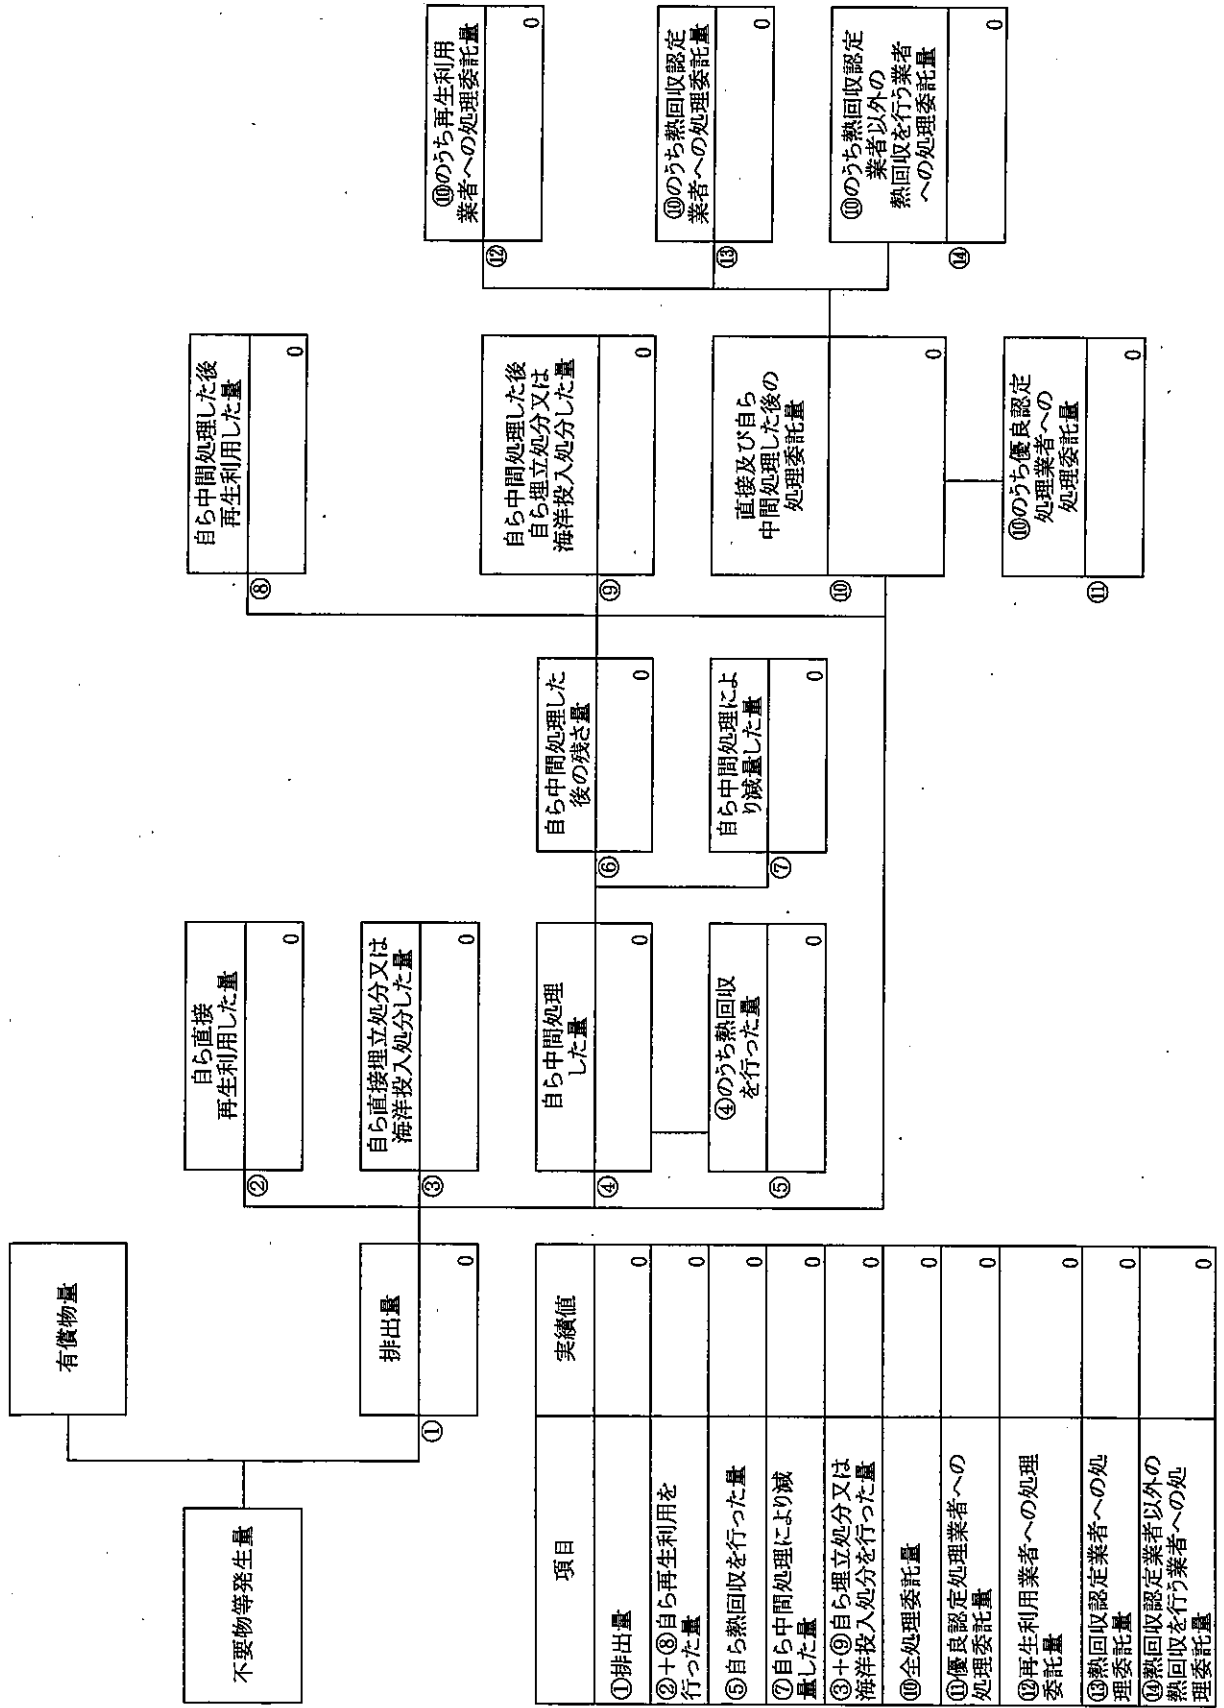 不要物等発生量
有償物量
①
排出量
0
②
自ら直接
再生利用した量
0
③
自ら直接埋立処分又は
海洋投入処分した量
0
④
自ら中間処理
した量
0
⑤
④のうち熱回収
を行った量
0
⑥
自ら中間処理した
後の残さ量
0
⑦
自ら中間処理によ
り減量した量
0
⑧
自ら中間処理した後
再生利用した量
0
⑨
自ら中間処理した後
自ら埋立処分又は
海洋投入処分した量
0
⑩
直接及び自ら
中間処理した後の
処理委託量
0
⑪
⑩のうち優良認定
処理業者への
処理委託量
0
⑫
⑩のうち再生利用
業者への処理委託量
0
⑬
⑩のうち熱回収認定
業者への処理委託量
0
⑭
⑩のうち熱回収認定
業者以外の
熱回収を行う業者
への処理委託量
0
項目 実績値
①排出量 0
②+⑧自ら再生利用を
行った量 0
⑤自ら熱回収を行った量 0
⑦自ら中間処理により減
量した量 0
③+⑨自ら埋立処分又は
海洋投入処分を行った量 0
⑩全処理委託量 0
⑪優良認定処理業者への
処理委託量 0
⑫再生利用業者への処理
委託量 0
⑬熱回収認定業者への処
理委託量 0
⑭熱回収認定業者以外の
熱回収を行う業者への処
理委託量 0